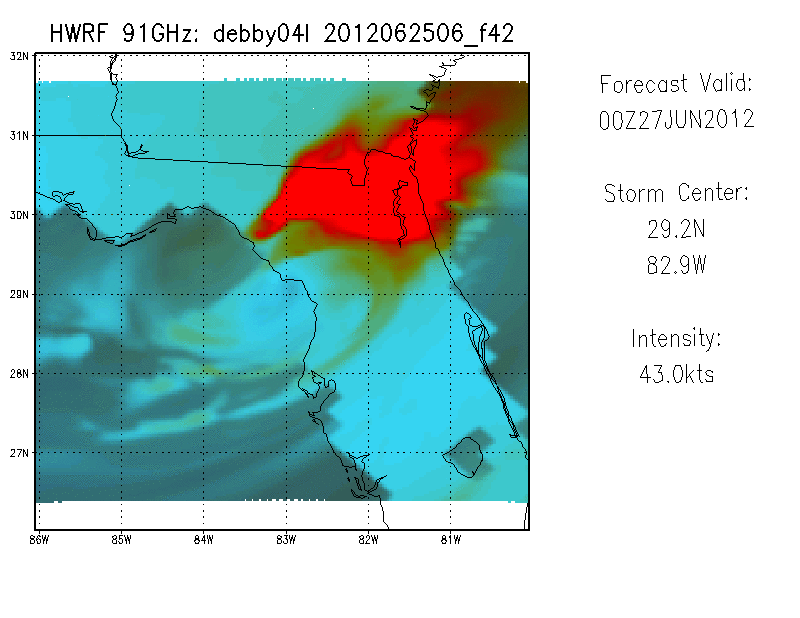 HWRF 91GHz: debby04l 2012062506_f42
32N
31N
30N
29N
28N
27N
86W 85W 84W 83W 82W 81W
Forecast Valid:
00Z27JUN2012
Storm Center:
29.2N
82.9W
Intensity:
43.0kts